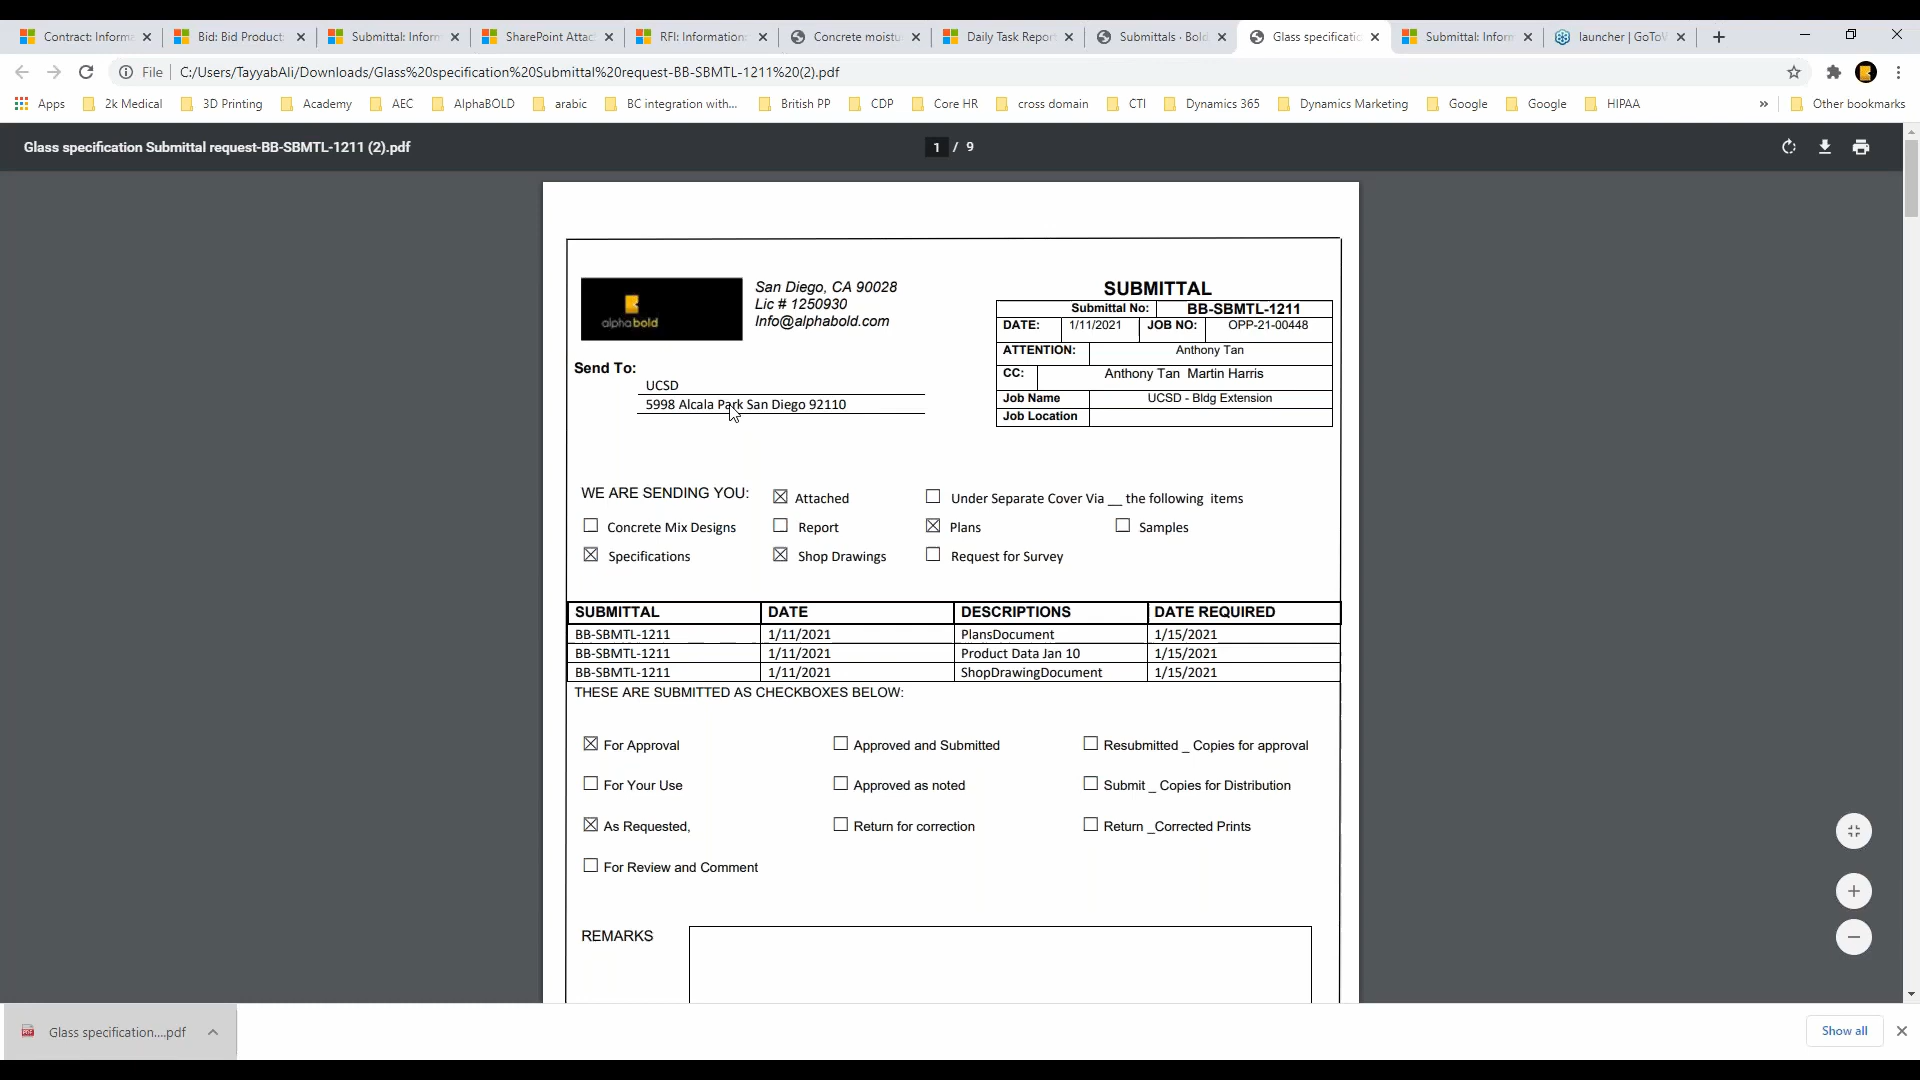 Contract: Inform
Bid: Bid Product
Submittal: Inform
SharePoint Attac
RFI: Information
Concrete moistu
Daily Task Repor
Submittals · Bold
Glass specificatio
Submittal: Inform
launcher | GoToW
File
C:/Users/TayyabAli/Downloads/Glass%20specification%20Submittal%20request-BB-SBMTL-1211%20(2).pdf
Apps
2k Medical
3D Printing
Academy
AEC
AlphaBOLD
arabic
BC integration with...
British PP
CDP
Core HR
cross domain
CTI
Dynamics 365
Dynamics Marketing
Google
Google
HIPAA
»
Other bookmarks
Glass specification Submittal request-BB-SBMTL-1211 (2).pdf
1 / 9
alphabold
San Diego, CA 90028
Lic # 1250930
Info@alphabold.com
SUBMITTAL
Submittal No: BB-SBMTL-1211
DATE: 1/11/2021 JOB NO: OPP-21-00448
ATTENTION: Anthony Tan
CC: Anthony Tan Martin Harris
Job Name UCSD - Bldg Extension
Job Location
Send To:
UCSD
5998 Alcala Park San Diego 92110
WE ARE SENDING YOU: Attached Under Separate Cover Via __ the following items
Concrete Mix Designs Report Plans Samples
Specifications Shop Drawings Request for Survey
SUBMITTAL DATE DESCRIPTIONS DATE REQUIRED
BB-SBMTL-1211 1/11/2021 PlansDocument 1/15/2021
BB-SBMTL-1211 1/11/2021 Product Data Jan 10 1/15/2021
BB-SBMTL-1211 1/11/2021 ShopDrawingDocument 1/15/2021
THESE ARE SUBMITTED AS CHECKBOXES BELOW:
For Approval Approved and Submitted Resubmitted _ Copies for approval
For Your Use Approved as noted Submit _ Copies for Distribution
As Requested, Return for correction Return _Corrected Prints
For Review and Comment
REMARKS
Glass specification....pdf
Show all